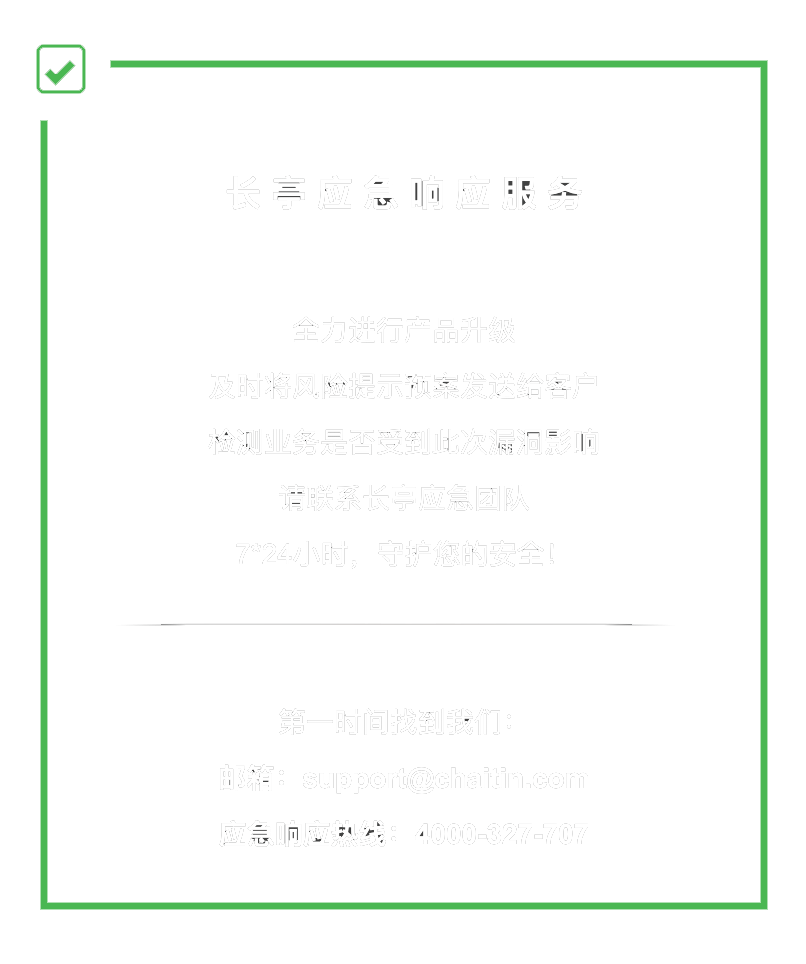 长亭应急响应服务
全力进行产品升级
及时将风险提示预案发送给客户
检测业务是否受到此次漏洞影响
请联系长亭应急团队
7*24小时，守护您的安全！
第一时间找到我们：
邮箱：support@chaitin.com
应急响应热线：4000-327-707